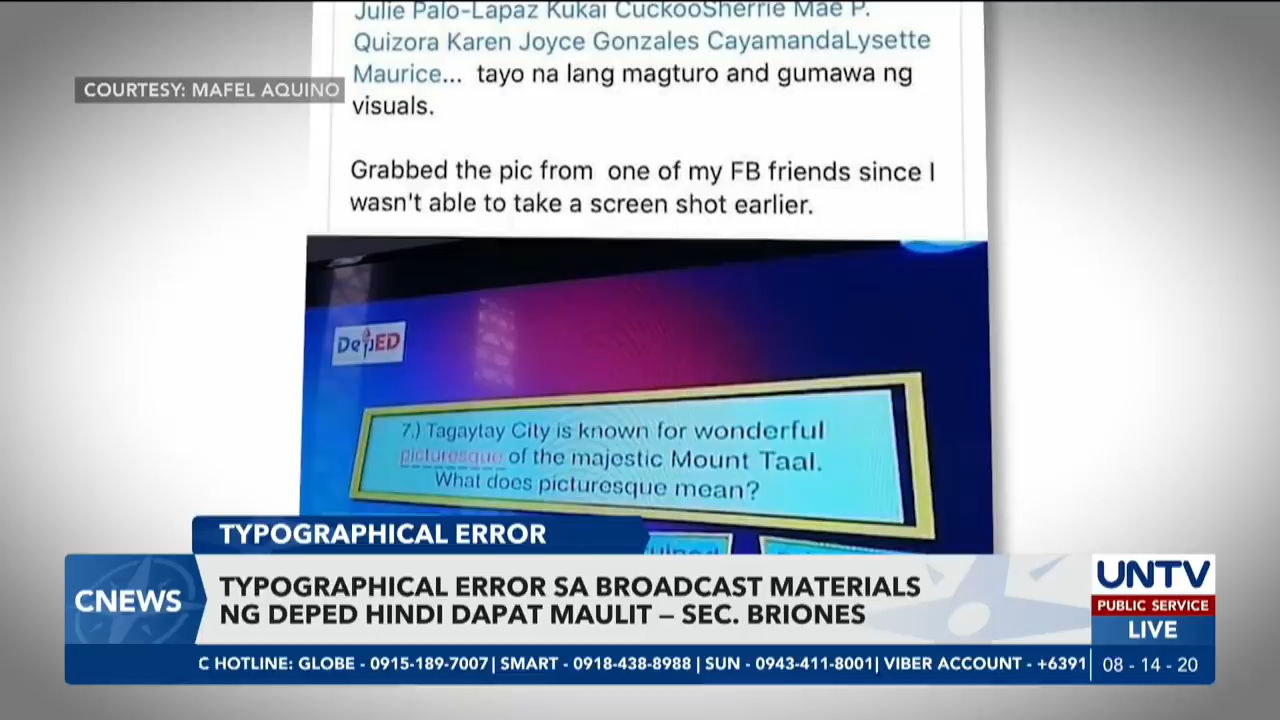 Julie Palo-Lapaz Kukai CuckooSherrie Mae P.
Quizora Karen Joyce Gonzales CayamandaLysette
Maurice... tayo na lang magturo and gumawa ng
visuals.
COURTESY: MAFEL AQUINO
Grabbed the pic from one of my FB friends since I
wasn't able to take a screen shot earlier.
DepED
7.) Tagaytay City is known for wonderful
picturesque of the majestic Mount Taal.
What does picturesque mean?
TYPOGRAPHICAL ERROR
CNEWS
TYPOGRAPHICAL ERROR SA BROADCAST MATERIALS
NG DEPED HINDI DAPAT MAULIT – SEC. BRIONES
UNTV
PUBLIC SERVICE
LIVE
C HOTLINE: GLOBE - 0915-189-7007| SMART - 0918-438-8988 | SUN - 0943-411-8001| VIBER ACCOUNT - +6391
08 - 14 - 20